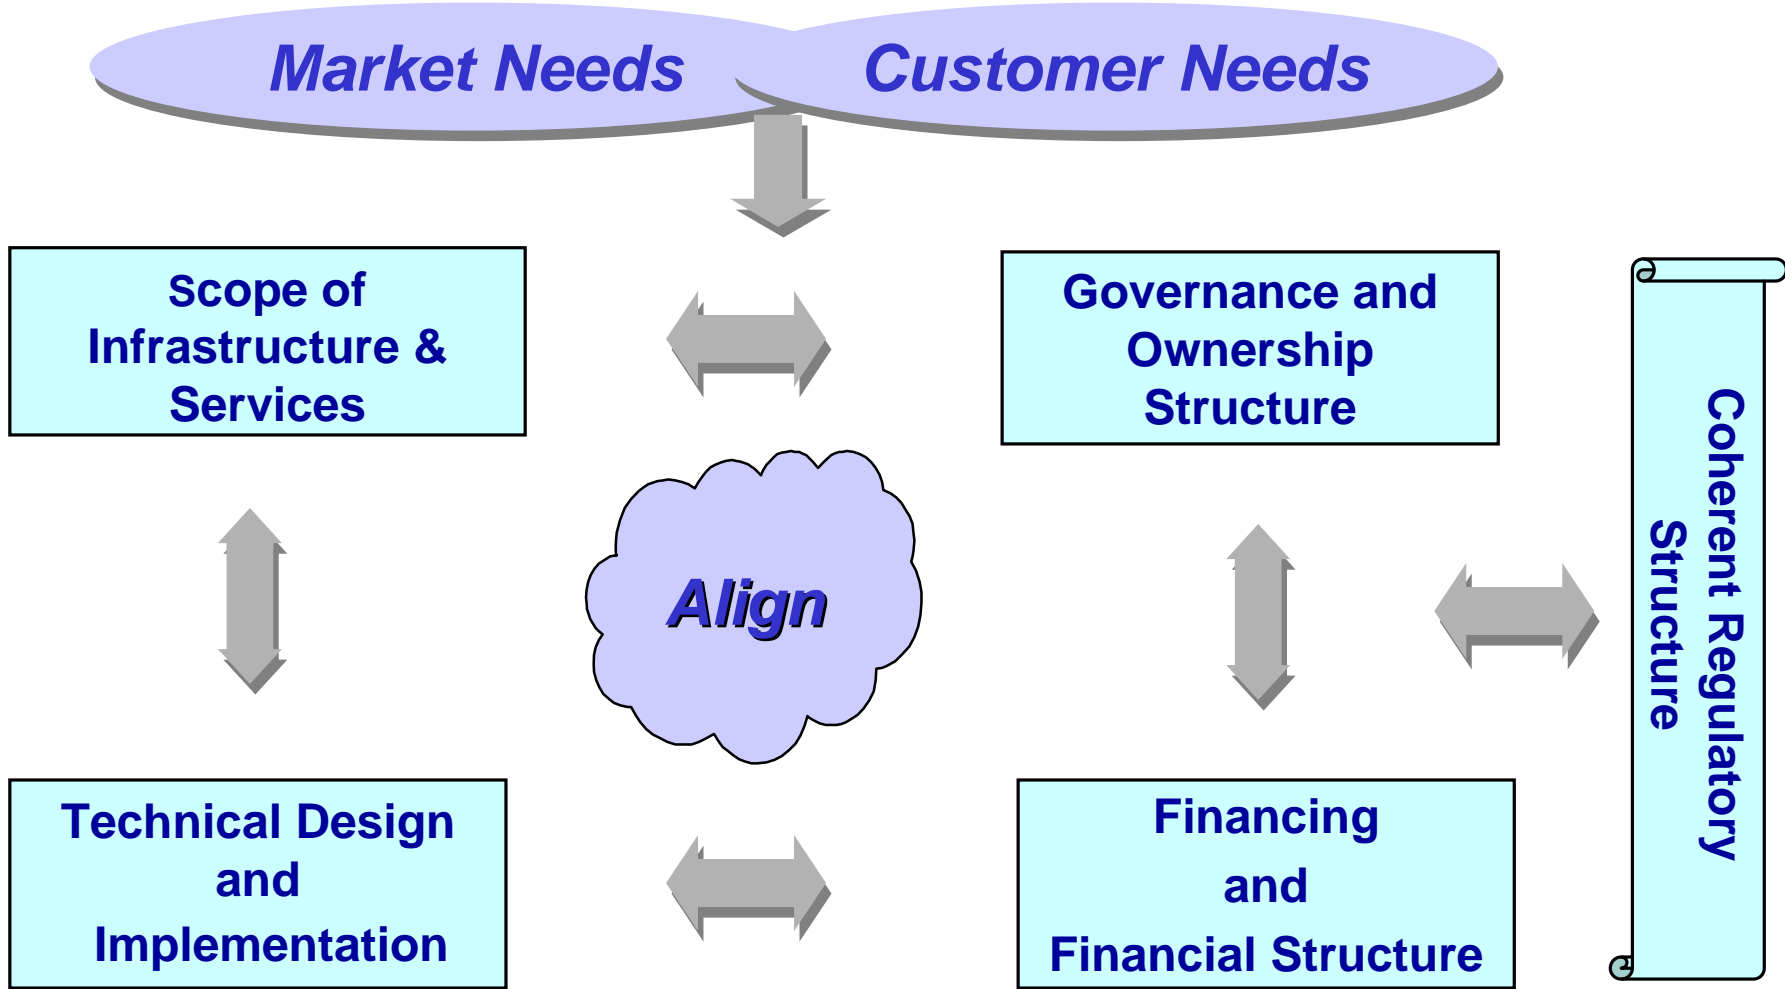 Market Needs
Customer Needs
Scope of
Infrastructure &
Services
Governance and
Ownership
Structure
Coherent Regulatory
Structure
Align
Technical Design
and
Implementation
Financing
and
Financial Structure